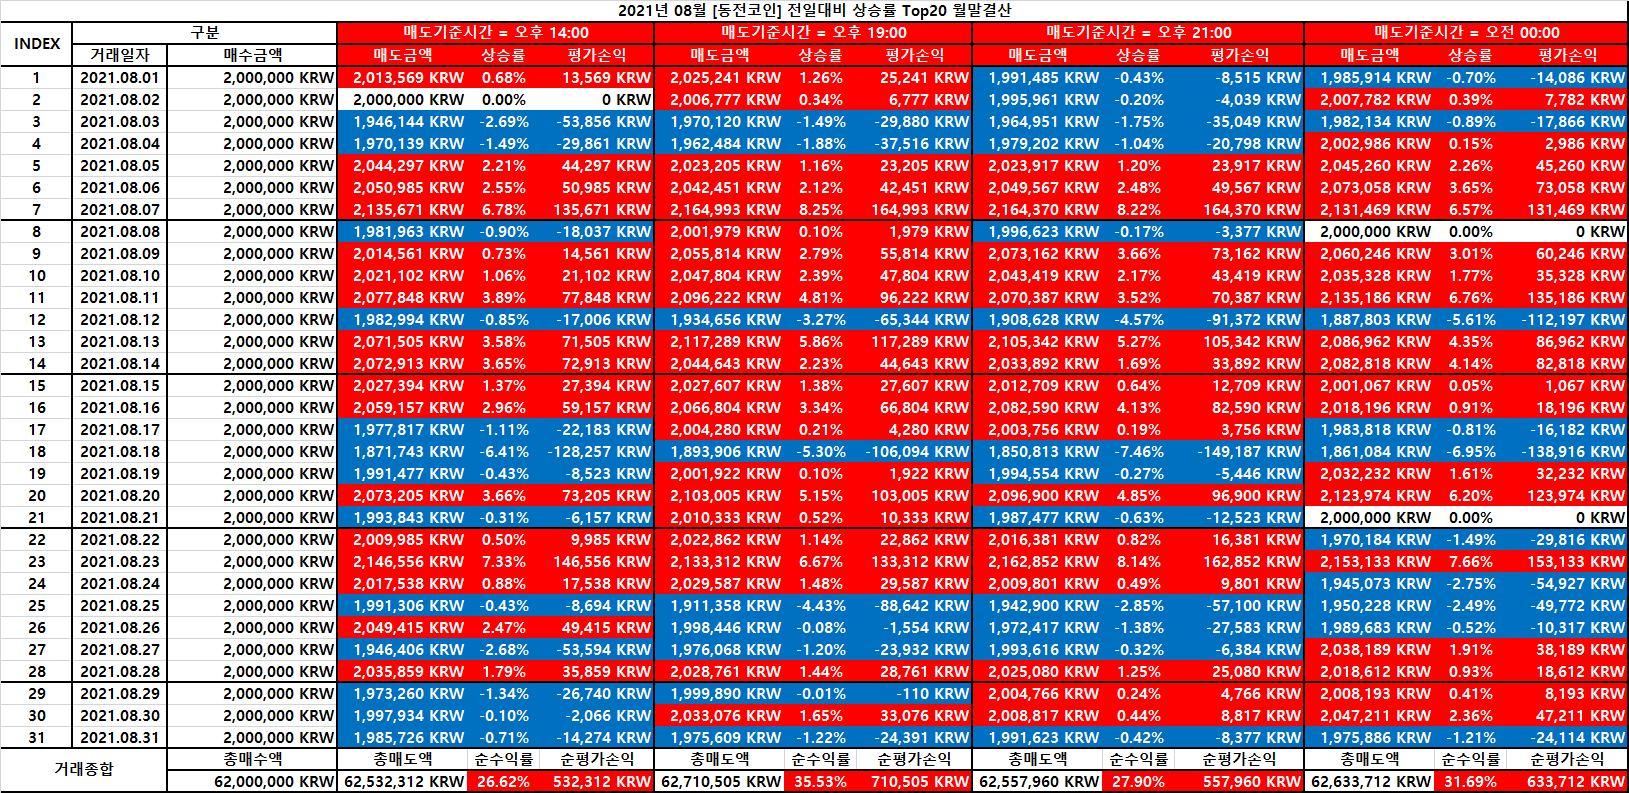 2021년 08월 [동전코인] 전일대비 상승률 Top20 월말결산
INDEX 구분 매도기준시간 = 오후 14:00 매도기준시간 = 오후 19:00 매도기준시간 = 오후 21:00 매도기준시간 = 오전 00:00
거래일자 매수금액 매도금액 상승률 평가손익 매도금액 상승률 평가손익 매도금액 상승률 평가손익 매도금액 상승률 평가손익
1 2021.08.01 2,000,000 KRW 2,013,569 KRW 0.68% 13,569 KRW 2,025,241 KRW 1.26% 25,241 KRW 1,991,485 KRW -0.43% -8,515 KRW 1,985,914 KRW -0.70% -14,086 KRW
2 2021.08.02 2,000,000 KRW 2,000,000 KRW 0.00% 0 KRW 2,006,777 KRW 0.34% 6,777 KRW 1,995,961 KRW -0.20% -4,039 KRW 2,007,782 KRW 0.39% 7,782 KRW
3 2021.08.03 2,000,000 KRW 1,946,144 KRW -2.69% -53,856 KRW 1,970,120 KRW -1.49% -29,880 KRW 1,964,951 KRW -1.75% -35,049 KRW 1,982,134 KRW -0.89% -17,866 KRW
4 2021.08.04 2,000,000 KRW 1,970,139 KRW -1.49% -29,861 KRW 1,962,484 KRW -1.88% -37,516 KRW 1,979,202 KRW -1.04% -20,798 KRW 2,002,986 KRW 0.15% 2,986 KRW
5 2021.08.05 2,000,000 KRW 2,044,297 KRW 2.21% 44,297 KRW 2,023,205 KRW 1.16% 23,205 KRW 2,023,917 KRW 1.20% 23,917 KRW 2,045,260 KRW 2.26% 45,260 KRW
6 2021.08.06 2,000,000 KRW 2,050,985 KRW 2.55% 50,985 KRW 2,042,451 KRW 2.12% 42,451 KRW 2,049,567 KRW 2.48% 49,567 KRW 2,073,058 KRW 3.65% 73,058 KRW
7 2021.08.07 2,000,000 KRW 2,135,671 KRW 6.78% 135,671 KRW 2,164,993 KRW 8.25% 164,993 KRW 2,164,370 KRW 8.22% 164,370 KRW 2,131,469 KRW 6.57% 131,469 KRW
8 2021.08.08 2,000,000 KRW 1,981,963 KRW -0.90% -18,037 KRW 2,001,979 KRW 0.10% 1,979 KRW 1,996,623 KRW -0.17% -3,377 KRW 2,000,000 KRW 0.00% 0 KRW
9 2021.08.09 2,000,000 KRW 2,014,561 KRW 0.73% 14,561 KRW 2,055,814 KRW 2.79% 55,814 KRW 2,073,162 KRW 3.66% 73,162 KRW 2,060,246 KRW 3.01% 60,246 KRW
10 2021.08.10 2,000,000 KRW 2,021,102 KRW 1.06% 21,102 KRW 2,047,804 KRW 2.39% 47,804 KRW 2,043,419 KRW 2.17% 43,419 KRW 2,035,328 KRW 1.77% 35,328 KRW
11 2021.08.11 2,000,000 KRW 2,077,848 KRW 3.89% 77,848 KRW 2,096,222 KRW 4.81% 96,222 KRW 2,070,387 KRW 3.52% 70,387 KRW 2,135,186 KRW 6.76% 135,186 KRW
12 2021.08.12 2,000,000 KRW 1,982,994 KRW -0.85% -17,006 KRW 1,934,656 KRW -3.27% -65,344 KRW 1,908,628 KRW -4.57% -91,372 KRW 1,887,803 KRW -5.61% -112,197 KRW
13 2021.08.13 2,000,000 KRW 2,071,505 KRW 3.58% 71,505 KRW 2,117,289 KRW 5.86% 117,289 KRW 2,105,342 KRW 5.27% 105,342 KRW 2,086,962 KRW 4.35% 86,962 KRW
14 2021.08.14 2,000,000 KRW 2,072,913 KRW 3.65% 72,913 KRW 2,044,643 KRW 2.23% 44,643 KRW 2,033,892 KRW 1.69% 33,892 KRW 2,082,818 KRW 4.14% 82,818 KRW
15 2021.08.15 2,000,000 KRW 2,027,394 KRW 1.37% 27,394 KRW 2,027,607 KRW 1.38% 27,607 KRW 2,012,709 KRW 0.64% 12,709 KRW 2,001,067 KRW 0.05% 1,067 KRW
16 2021.08.16 2,000,000 KRW 2,059,157 KRW 2.96% 59,157 KRW 2,066,804 KRW 3.34% 66,804 KRW 2,082,590 KRW 4.13% 82,590 KRW 2,018,196 KRW 0.91% 18,196 KRW
17 2021.08.17 2,000,000 KRW 1,977,817 KRW -1.11% -22,183 KRW 2,004,280 KRW 0.21% 4,280 KRW 2,003,756 KRW 0.19% 3,756 KRW 1,983,818 KRW -0.81% -16,182 KRW
18 2021.08.18 2,000,000 KRW 1,871,743 KRW -6.41% -128,257 KRW 1,893,906 KRW -5.30% -106,094 KRW 1,850,813 KRW -7.46% -149,187 KRW 1,861,084 KRW -6.95% -138,916 KRW
19 2021.08.19 2,000,000 KRW 1,991,477 KRW -0.43% -8,523 KRW 2,001,922 KRW 0.10% 1,922 KRW 1,994,554 KRW -0.27% -5,446 KRW 2,032,232 KRW 1.61% 32,232 KRW
20 2021.08.20 2,000,000 KRW 2,073,205 KRW 3.66% 73,205 KRW 2,103,005 KRW 5.15% 103,005 KRW 2,096,900 KRW 4.85% 96,900 KRW 2,123,974 KRW 6.20% 123,974 KRW
21 2021.08.21 2,000,000 KRW 1,993,843 KRW -0.31% -6,157 KRW 2,010,333 KRW 0.52% 10,333 KRW 1,987,477 KRW -0.63% -12,523 KRW 2,000,000 KRW 0.00% 0 KRW
22 2021.08.22 2,000,000 KRW 2,009,985 KRW 0.50% 9,985 KRW 2,022,862 KRW 1.14% 22,862 KRW 2,016,381 KRW 0.82% 16,381 KRW 1,970,184 KRW -1.49% -29,816 KRW
23 2021.08.23 2,000,000 KRW 2,146,556 KRW 7.33% 146,556 KRW 2,133,312 KRW 6.67% 133,312 KRW 2,162,852 KRW 8.14% 162,852 KRW 2,153,133 KRW 7.66% 153,133 KRW
24 2021.08.24 2,000,000 KRW 2,017,538 KRW 0.88% 17,538 KRW 2,029,587 KRW 1.48% 29,587 KRW 2,009,801 KRW 0.49% 9,801 KRW 1,945,073 KRW -2.75% -54,927 KRW
25 2021.08.25 2,000,000 KRW 1,991,306 KRW -0.43% -8,694 KRW 1,911,358 KRW -4.43% -88,642 KRW 1,942,900 KRW -2.85% -57,100 KRW 1,950,228 KRW -2.49% -49,772 KRW
26 2021.08.26 2,000,000 KRW 2,049,415 KRW 2.47% 49,415 KRW 1,998,446 KRW -0.08% -1,554 KRW 1,972,417 KRW -1.38% -27,583 KRW 1,989,683 KRW -0.52% -10,317 KRW
27 2021.08.27 2,000,000 KRW 1,946,406 KRW -2.68% -53,594 KRW 1,976,068 KRW -1.20% -23,932 KRW 1,993,616 KRW -0.32% -6,384 KRW 2,038,189 KRW 1.91% 38,189 KRW
28 2021.08.28 2,000,000 KRW 2,035,859 KRW 1.79% 35,859 KRW 2,028,761 KRW 1.44% 28,761 KRW 2,025,080 KRW 1.25% 25,080 KRW 2,018,612 KRW 0.93% 18,612 KRW
29 2021.08.29 2,000,000 KRW 1,973,260 KRW -1.34% -26,740 KRW 1,999,890 KRW -0.01% -110 KRW 2,004,766 KRW 0.24% 4,766 KRW 2,008,193 KRW 0.41% 8,193 KRW
30 2021.08.30 2,000,000 KRW 1,997,934 KRW -0.10% -2,066 KRW 2,033,076 KRW 1.65% 33,076 KRW 2,008,817 KRW 0.44% 8,817 KRW 2,047,211 KRW 2.36% 47,211 KRW
31 2021.08.31 2,000,000 KRW 1,985,726 KRW -0.71% -14,274 KRW 1,975,609 KRW -1.22% -24,391 KRW 1,991,623 KRW -0.42% -8,377 KRW 1,975,886 KRW -1.21% -24,114 KRW
거래종합 총매수액 총매도액 순수익률 순평가손익 총매도액 순수익률 순평가손익 총매도액 순수익률 순평가손익 총매도액 순수익률 순평가손익
62,000,000 KRW 62,532,312 KRW 26.62% 532,312 KRW 62,710,505 KRW 35.53% 710,505 KRW 62,557,960 KRW 27.90% 557,960 KRW 62,633,712 KRW 31.69% 633,712 KRW